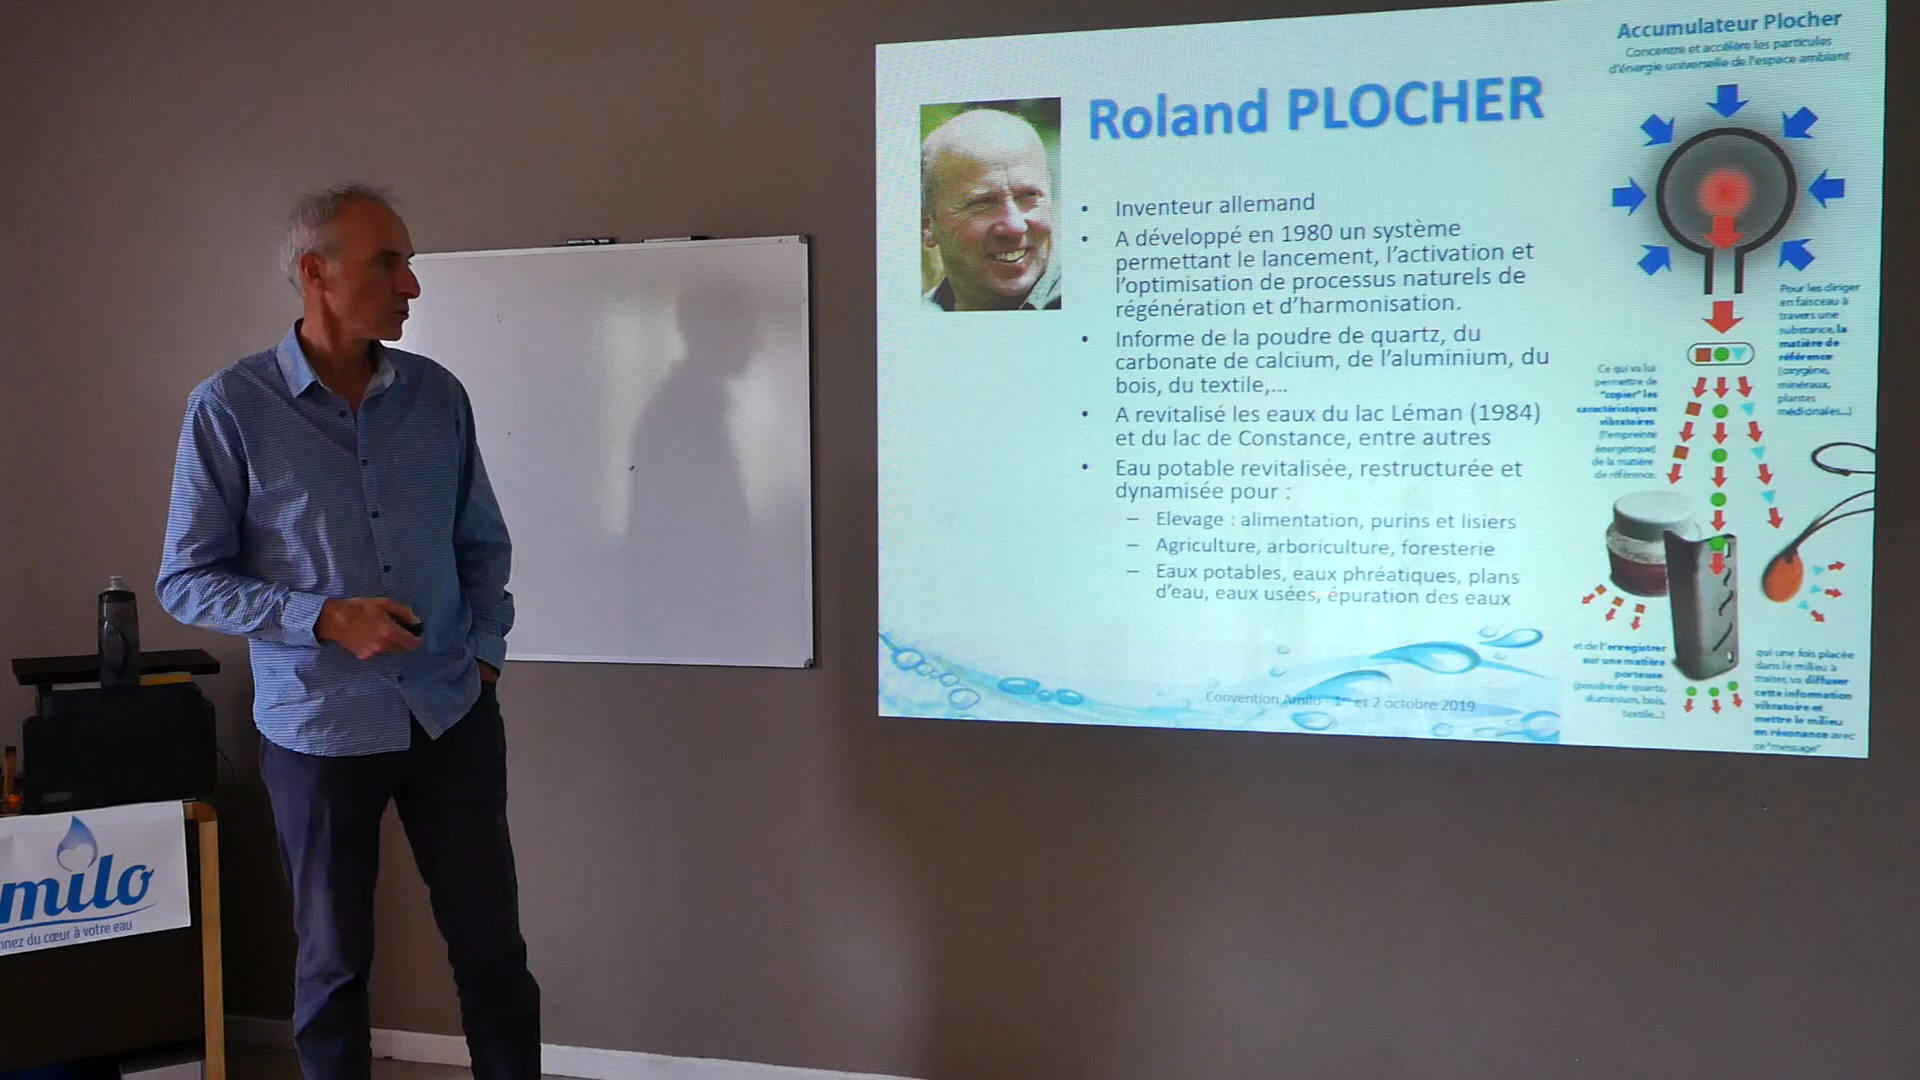 Accumulateur Plocher
Concentre et accélère les particules
d'énergie universelle de l'espace ambiant
Roland PLOCHER
• Inventeur allemand
• A développé en 1980 un système
permettant le lancement, l'activation et
l'optimisation de processus naturels de
régénération et d'harmonisation.
• Informe de la poudre de quartz, du
carbonate de calcium, de l'aluminium, du
bois, du textile,...
• A revitalisé les eaux du lac Léman (1984)
et du lac de Constance, entre autres
• Eau potable revitalisée, restructurée et
dynamisée pour :
– Elevage : alimentation, purins et lisiers
– Agriculture, arboriculture, foresterie
– Eaux potables, eaux phréatiques, plans
d'eau, eaux usées, épuration des eaux
Convention Amilo 1er et 2 octobre 2019
Pour les diriger
en faisceau à
travers une
substance, la
matière de
référence
(oxygène,
minéraux,
plantes
médicinales...)
Ce qui va lui
permettre de
"copier" les
caractéristiques
vibratoires
(l'empreinte
énergétique)
de la matière
de référence.
et de l'enregistrer
sur une matière
porteuse
(poudre de quartz,
aluminium, bois,
textile...)
qui une fois placée
dans le milieu à
traiter, va diffuser
cette information
vibratoire et
mettre le milieu
en résonance avec
ce "message"
milo
nnez du cœur à votre eau